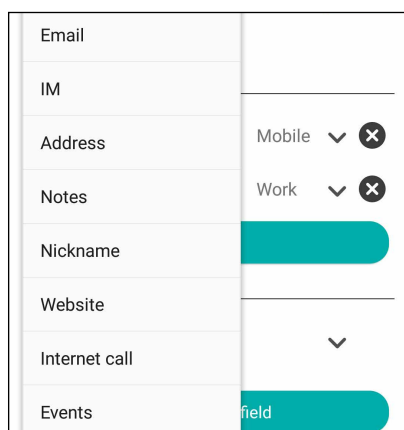 Email
IM
Address
Mobile
Notes
Work
Nickname
Website
Internet call
Events
field